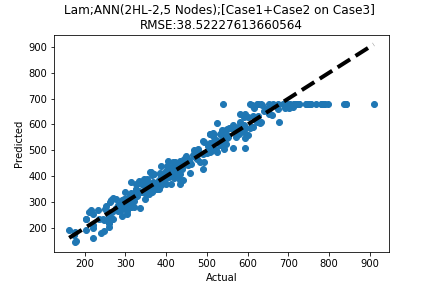 Lam;ANN(2HL-2,5 Nodes);[Case1+Case2 on Case3]
RMSE:38.52227613660564
900
800
700
600
500
400
300
200
Predicted
200 300 400 500 600 700 800 900
Actual